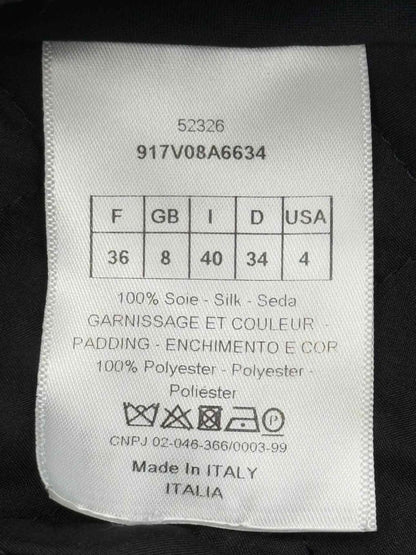 52326
917V08A6634
F GB I D USA
36 8 40 34 4
100% Soie - Silk - Seda
GARNISSAGE ET COULEUR -
PADDING - ENCHIMENTO E COR
100% Polyester - Polyester -
Poliester
P
CNPJ 02-046-366/0003-99
Made In ITALY
ITALIA